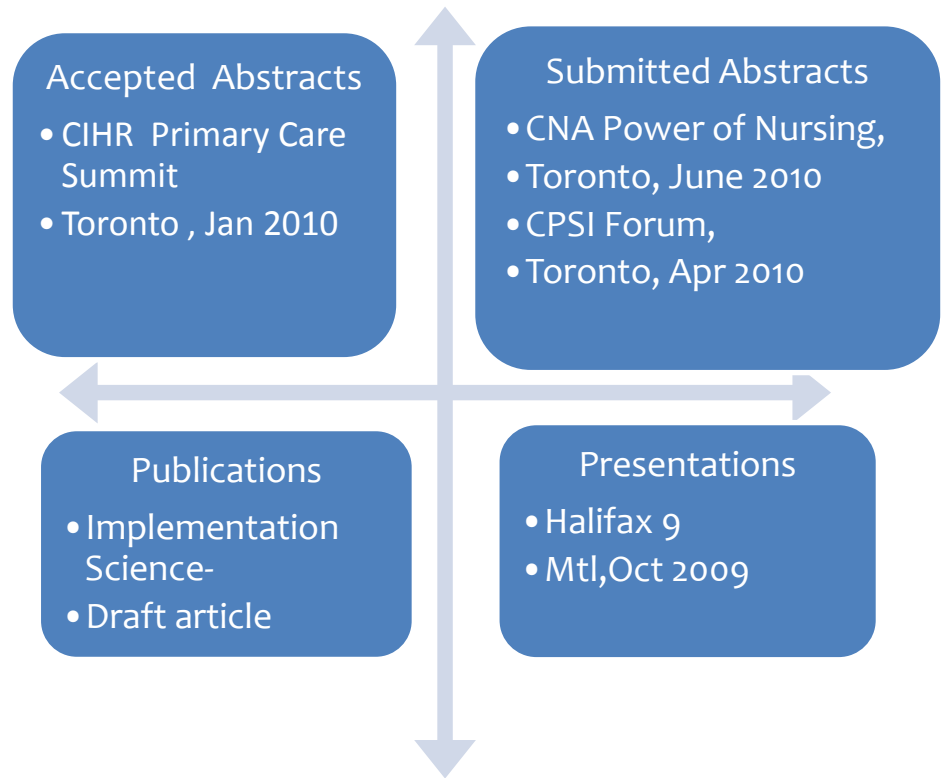 Accepted Abstracts
• CIHR Primary Care
Summit
• Toronto , Jan 2010
Submitted Abstracts
• CNA Power of Nursing,
• Toronto, June 2010
• CPSI Forum,
• Toronto, Apr 2010
Publications
• Implementation
Science-
• Draft article
Presentations
• Halifax 9
• Mtl,Oct 2009